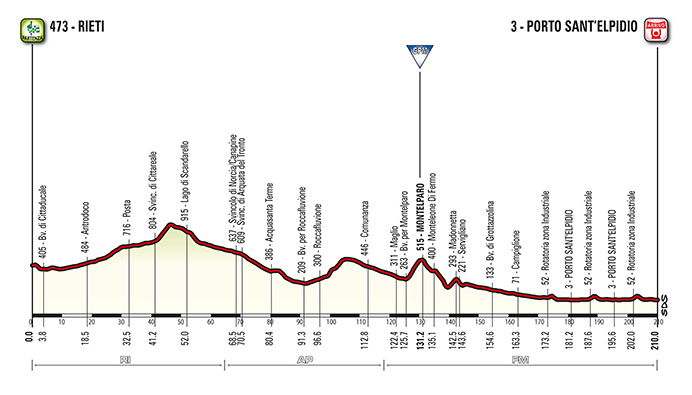 PARTENZA
473 - RIETI
3 - PORTO SANT'ELPIDIO
ARRIVO
GPM
405 - Bv. di Cittaducale
484 - Antrodoco
716 - Posta
804 - Svinc. di Cittareale
915 - Lago di Scandarello
637 - Svincolo di Norcia/Canapine
609 - Svinc. di Arquata del Tronto
386 - Acquasanta Terme
209 - Bv. per Roccafluvione
300 - Roccafluvione
446 - Comunanza
311 - Maglio
263 - Bv. per Montelparo
515 - MONTELPARO
400 - Monteleone Di Fermo
293 - Madonnetta
221 - Servigliano
133 - Bv. di Grottazzolina
71 - Campiglione
52 - Rotatoria zona Industriale
3 - PORTO SANT'ELPIDIO
52 - Rotatoria zona Industriale
3 - PORTO SANT'ELPIDIO
52 - Rotatoria zona Industriale
SDS
0 10 20 30 40 50 60 70 80 90 100 110 120 130 140 150 160 170 180 190 200 210
0.0 3.8 18.5 32.5 41.2 52.0 68.5 70.5 80.4 91.3 96.6 112.8 122.4 125.7 131.2 135.1 142.5 143.6 154.6 163.3 173.2 181.2 187.6 195.6 202.0 210.0
RI AP FM